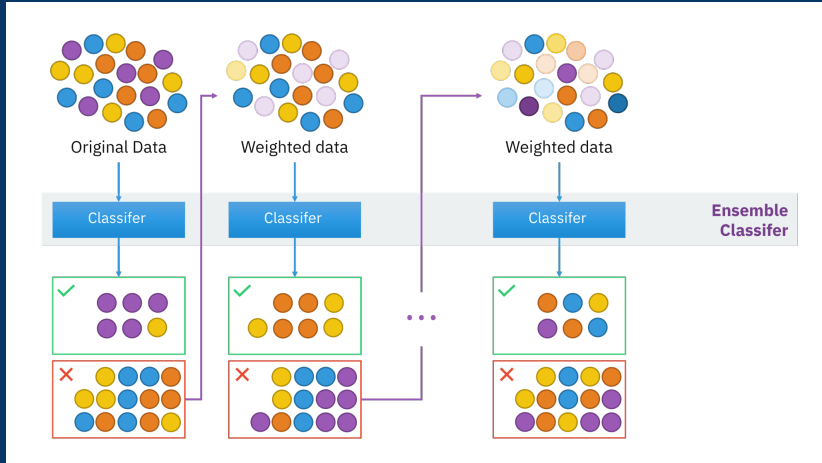 Original Data
Weighted data
Weighted data
Classifer
Classifer
Classifer
Ensemble
Classifer